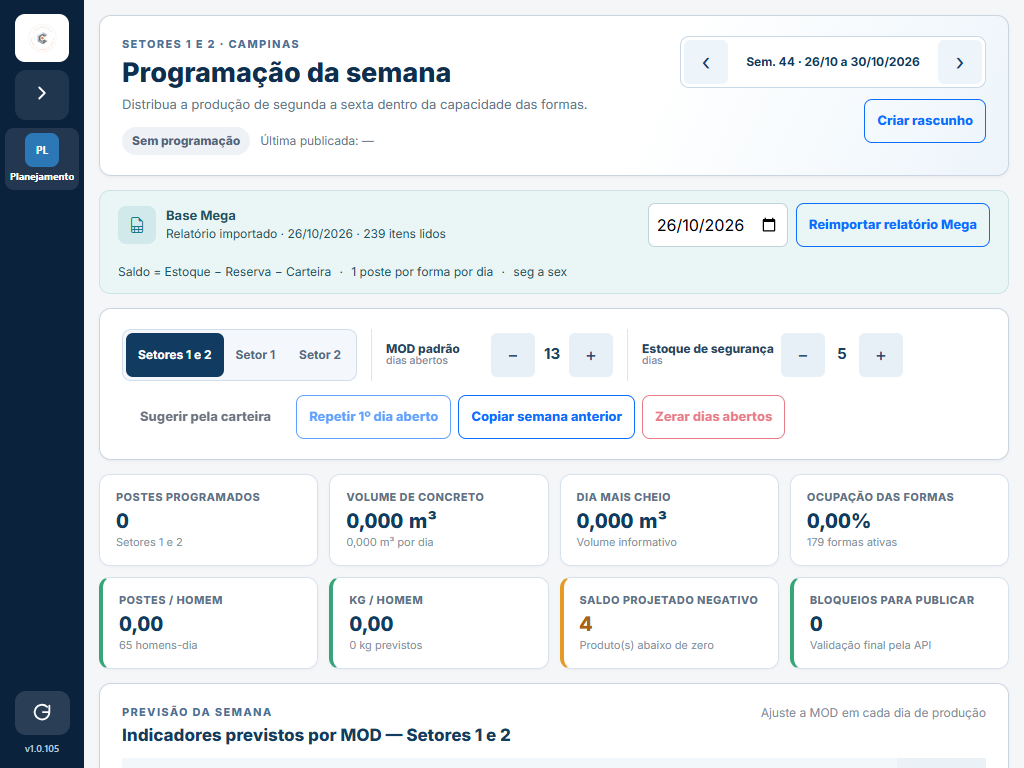 SETORES 1 E 2 · CAMPINAS
Programação da semana
Distribua a produção de segunda a sexta dentro da capacidade das formas.
Sem programação
Última publicada: —
Sem. 44 · 26/10 a 30/10/2026
Criar rascunho
PL
Planejamento
Base Mega
Relatório importado · 26/10/2026 · 239 itens lidos
26/10/2026
Reimportar relatório Mega
Saldo = Estoque − Reserva − Carteira · 1 poste por forma por dia · seg a sex
Setores 1 e 2
Setor 1
Setor 2
MOD padrão
dias abertos
− 13 +
Estoque de segurança
dias
− 5 +
Sugerir pela carteira
Repetir 1º dia aberto
Copiar semana anterior
Zerar dias abertos
POSTES PROGRAMADOS
0
Setores 1 e 2
VOLUME DE CONCRETO
0,000 m³
0,000 m³ por dia
DIA MAIS CHEIO
0,000 m³
Volume informativo
OCUPAÇÃO DAS FORMAS
0,00%
179 formas ativas
POSTES / HOMEM
0,00
65 homens-dia
KG / HOMEM
0,00
0 kg previstos
SALDO PROJETADO NEGATIVO
4
Produto(s) abaixo de zero
BLOQUEIOS PARA PUBLICAR
0
Validação final pela API
PREVISÃO DA SEMANA
Indicadores previstos por MOD — Setores 1 e 2
Ajuste a MOD em cada dia de produção
v1.0.105